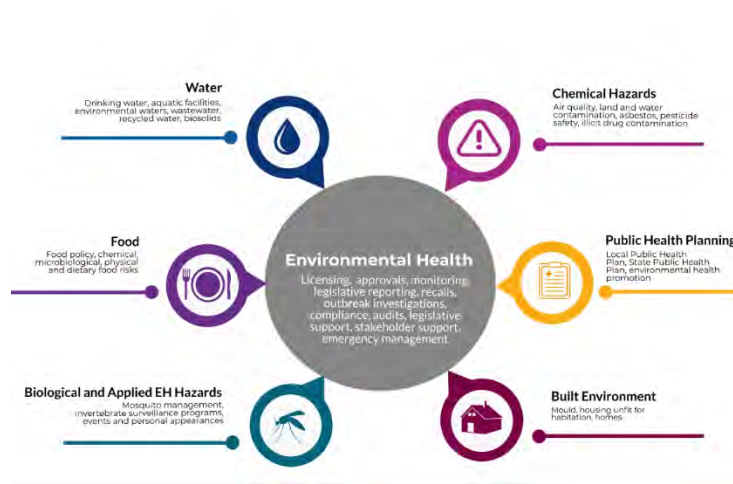 Water
Drinking water, aquatic facilities,
environmental waters, wastewater,
recycled water, biosolids
Chemical Hazards
Air quality, land and water
contamination, asbestos, pesticide
safety, illicit drug contamination
Food
Food policy, chemical,
microbiological, physical
and dietary food risks
Environmental Health
Licensing, approvals, monitoring,
legislative reporting, recalls,
outbreak investigations,
compliance, audits, legislative
support, stakeholder support,
emergency management
Public Health Planning
Local Public Health
Plan, State Public Health
Plan, environmental health
promotion
Biological and Applied EH Hazards
Mosquito management,
invertebrate surveillance programs,
events and personal appearances
Built Environment
Mould, housing unfit for
habitation, homes